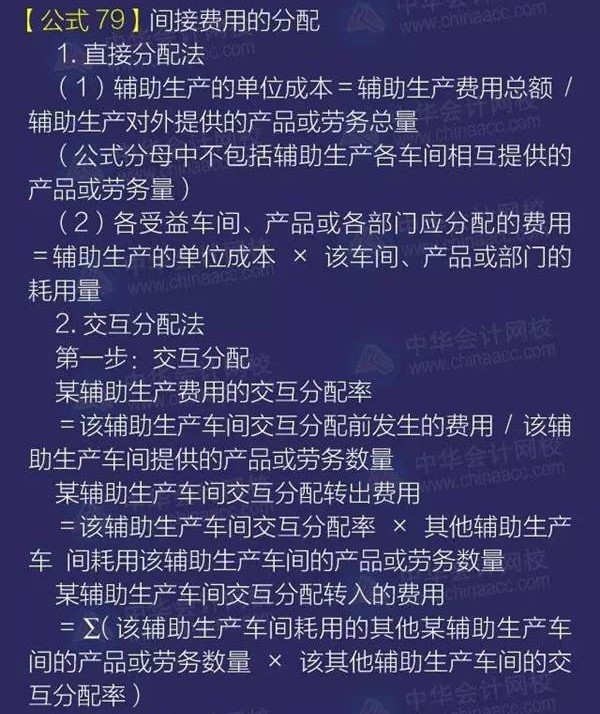 【公式 79】间接费用的分配
1. 直接分配法
（1）辅助生产的单位成本＝辅助生产费用总额 /
辅助生产对外提供的产品或劳务总量
（公式分母中不包括辅助生产各车间相互提供的
产品或劳务量）
（2）各受益车间、产品或各部门应分配的费用
＝辅助生产的单位成本 × 该车间、产品或部门的
耗用量
2. 交互分配法
第一步：交互分配
某辅助生产费用的交互分配率
＝该辅助生产车间交互分配前发生的费用 / 该辅
助生产车间提供的产品或劳务数量
某辅助生产车间交互分配转出费用
＝该辅助生产车间交互分配率 × 其他辅助生产
车 间耗用该辅助生产车间的产品或劳务数量
某辅助生产车间交互分配转入的费用
＝∑( 该辅助生产车间耗用的其他某辅助生产车
间的产品或劳务数量 × 该其他辅助生产车间的交
互分配率 )
中华会计网校
www.chinaacc.com